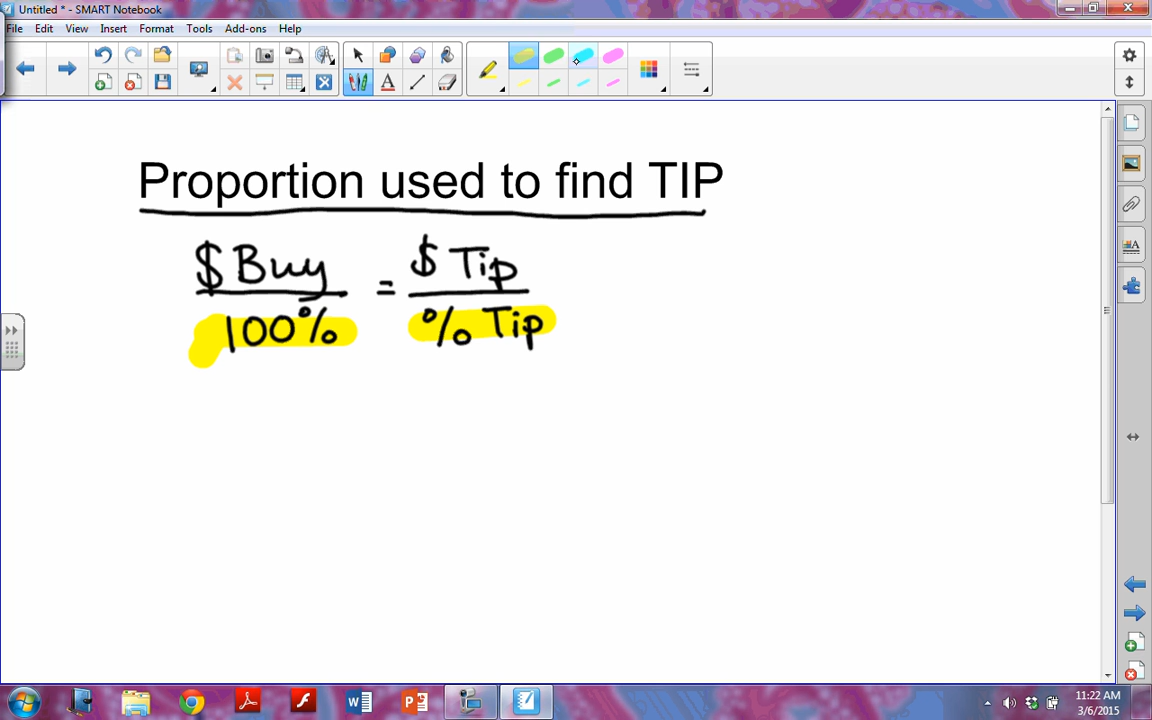 Untitled * - SMART Notebook
File Edit View Insert Format Tools Add-ons Help
Proportion used to find TIP
$ Buy = $ Tip
100% % Tip
11:22 AM
3/6/2015